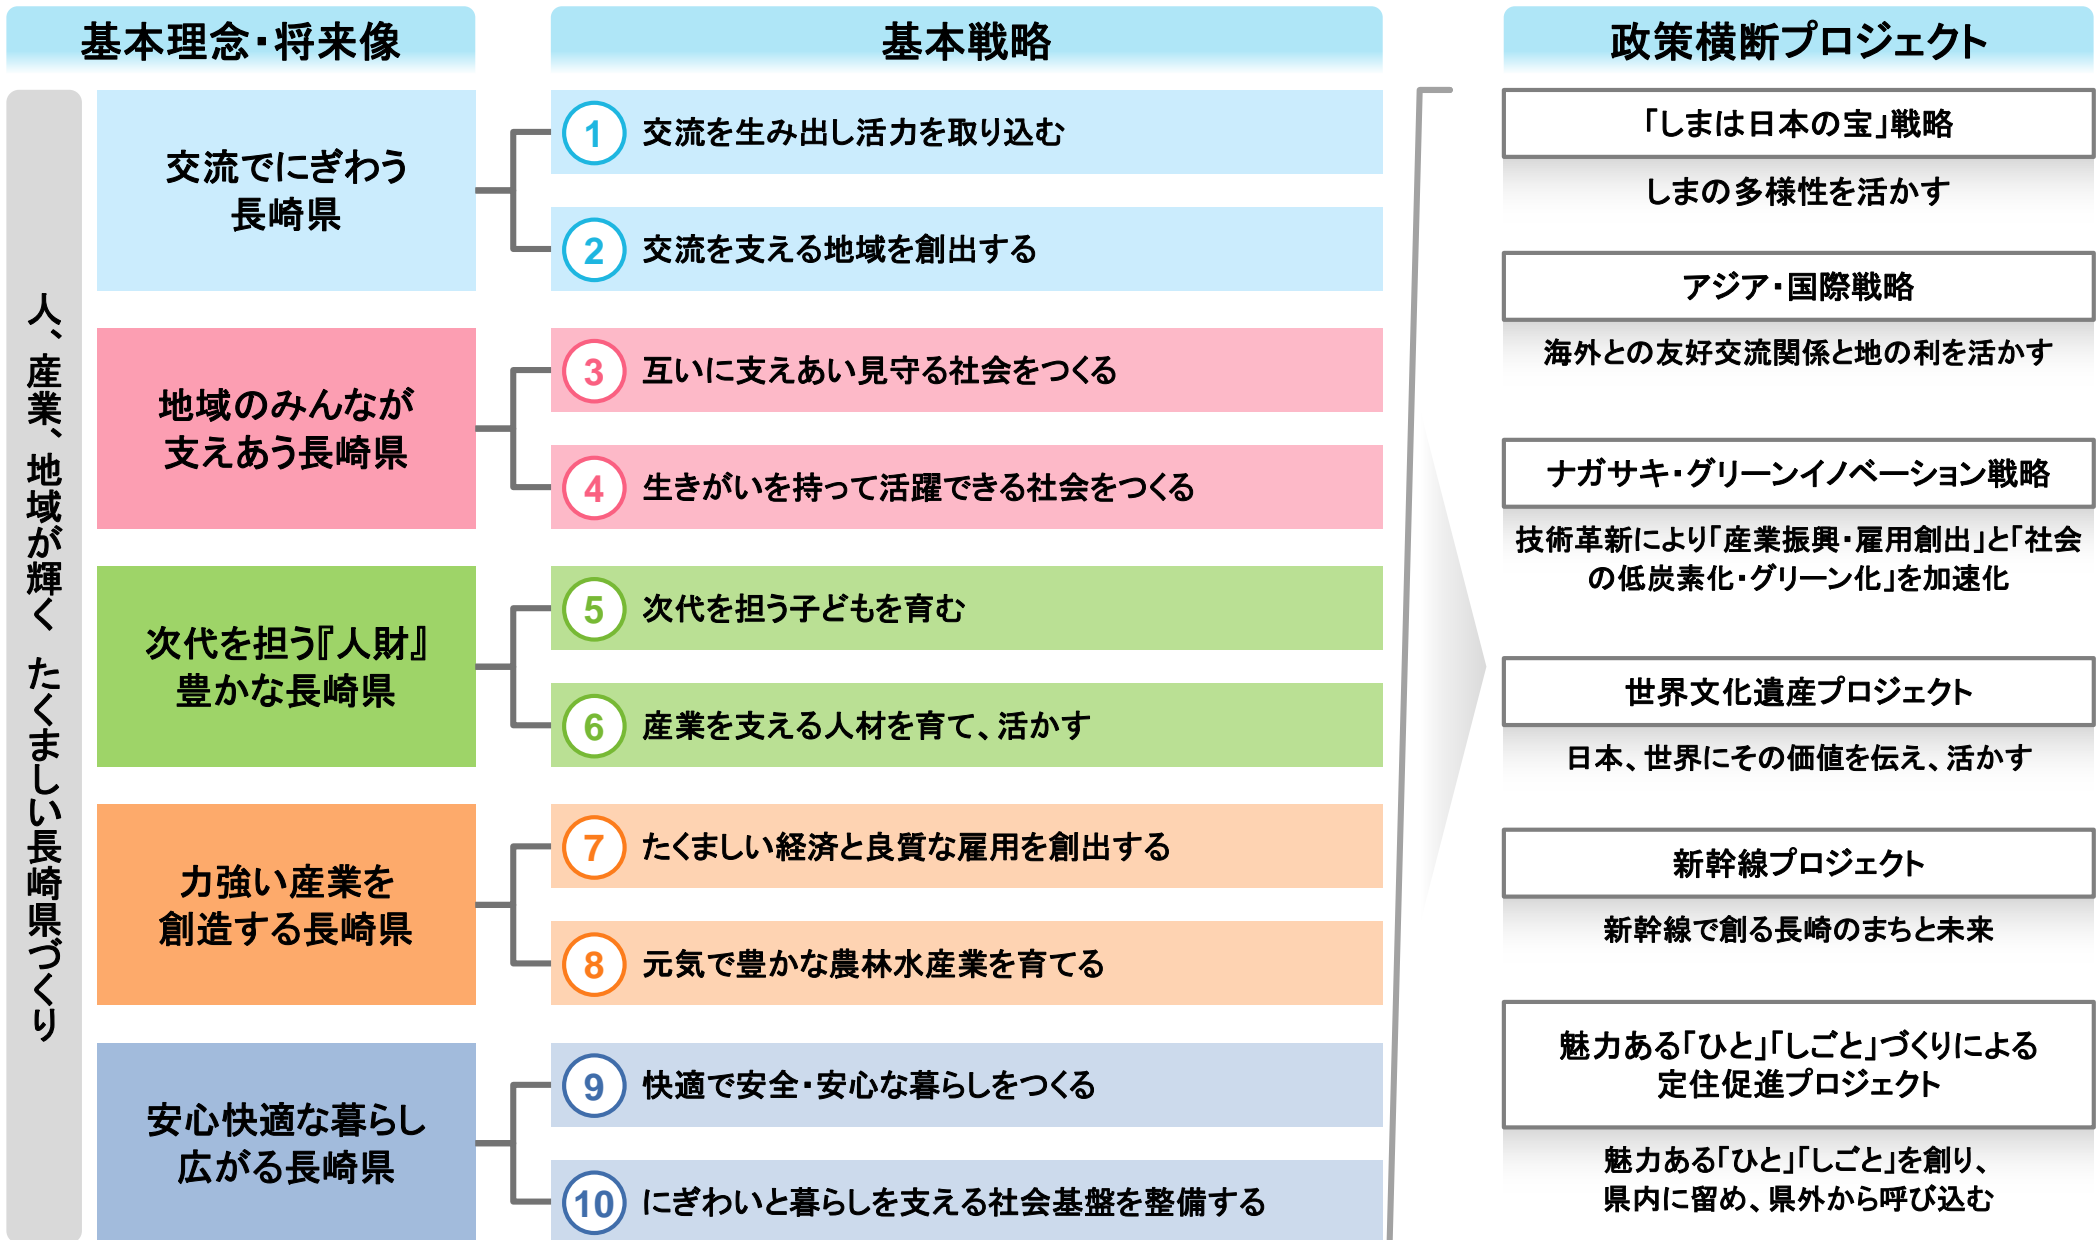 基本理念・将来像
人、産業、地域が輝く たくましい長崎県づくり
交流でにぎわう
長崎県
地域のみんなが
支えあう長崎県
次代を担う『人財』
豊かな長崎県
力強い産業を
創造する長崎県
安心快適な暮らし
広がる長崎県
基本戦略
1 交流を生み出し活力を取り込む
2 交流を支える地域を創出する
3 互いに支えあい見守る社会をつくる
4 生きがいを持って活躍できる社会をつくる
5 次代を担う子どもを育む
6 産業を支える人材を育て、活かす
7 たくましい経済と良質な雇用を創出する
8 元気で豊かな農林水産業を育てる
9 快適で安全・安心な暮らしをつくる
10 にぎわいと暮らしを支える社会基盤を整備する
政策横断プロジェクト
「しまは日本の宝」戦略
しまの多様性を活かす
アジア・国際戦略
海外との友好交流関係と地の利を活かす
ナガサキ・グリーンイノベーション戦略
技術革新により「産業振興・雇用創出」と「社会
の低炭素化・グリーン化」を加速化
世界文化遺産プロジェクト
日本、世界にその価値を伝え、活かす
新幹線プロジェクト
新幹線で創る長崎のまちと未来
魅力ある「ひと」「しごと」づくりによる
定住促進プロジェクト
魅力ある「ひと」「しごと」を創り、
県内に留め、県外から呼び込む